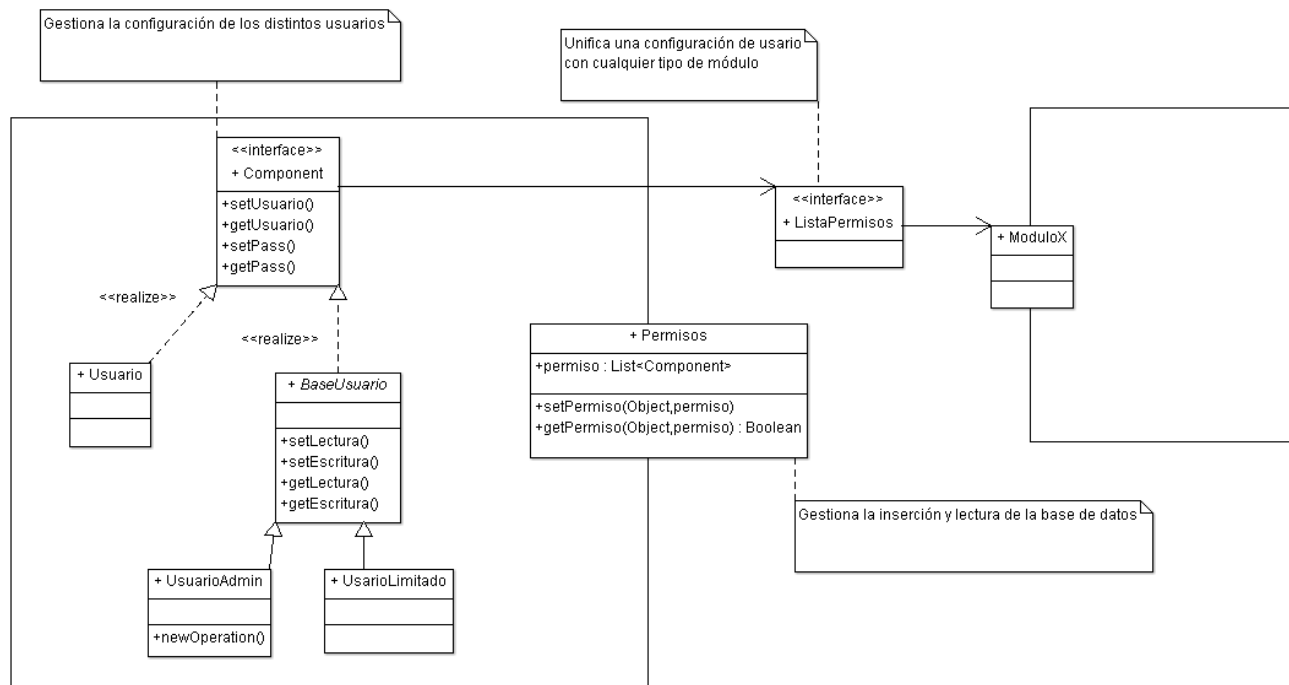 Gestiona la configuración de los distintos usuarios
Unifica una configuración de usario
con cualquier tipo de módulo
<<interface>>
+ Component
+setUsuario()
+getUsuario()
+setPass()
+getPass()
<<interface>>
+ ListaPermisos
+ ModuloX
<<realize>>
<<realize>>
+ Usuario
+ BaseUsuario
+setLectura()
+setEscritura()
+getLectura()
+getEscritura()
+ Permisos
+permiso : List<Component>
+setPermiso(Object,permiso)
+getPermiso(Object,permiso) : Boolean
Gestiona la inserción y lectura de la base de datos
+ UsuarioAdmin
+newOperation()
+ UsarioLimitado